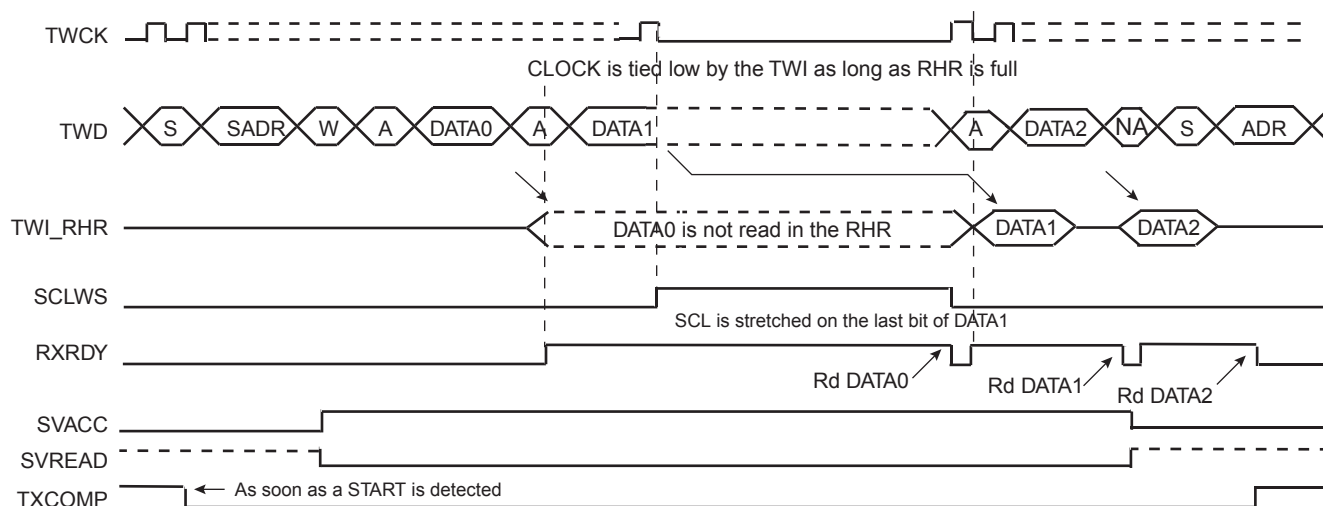 TWCK
CLOCK is tied low by the TWI as long as RHR is full
TWD S SADR W A DATA0 A DATA1 A DATA2 NA S ADR
TWI_RHR DATA0 is not read in the RHR DATA1 DATA2
SCLWS
SCL is stretched on the last bit of DATA1
RXRDY
Rd DATA0 Rd DATA1 Rd DATA2
SVACC
SVREAD
TXCOMP As soon as a START is detected